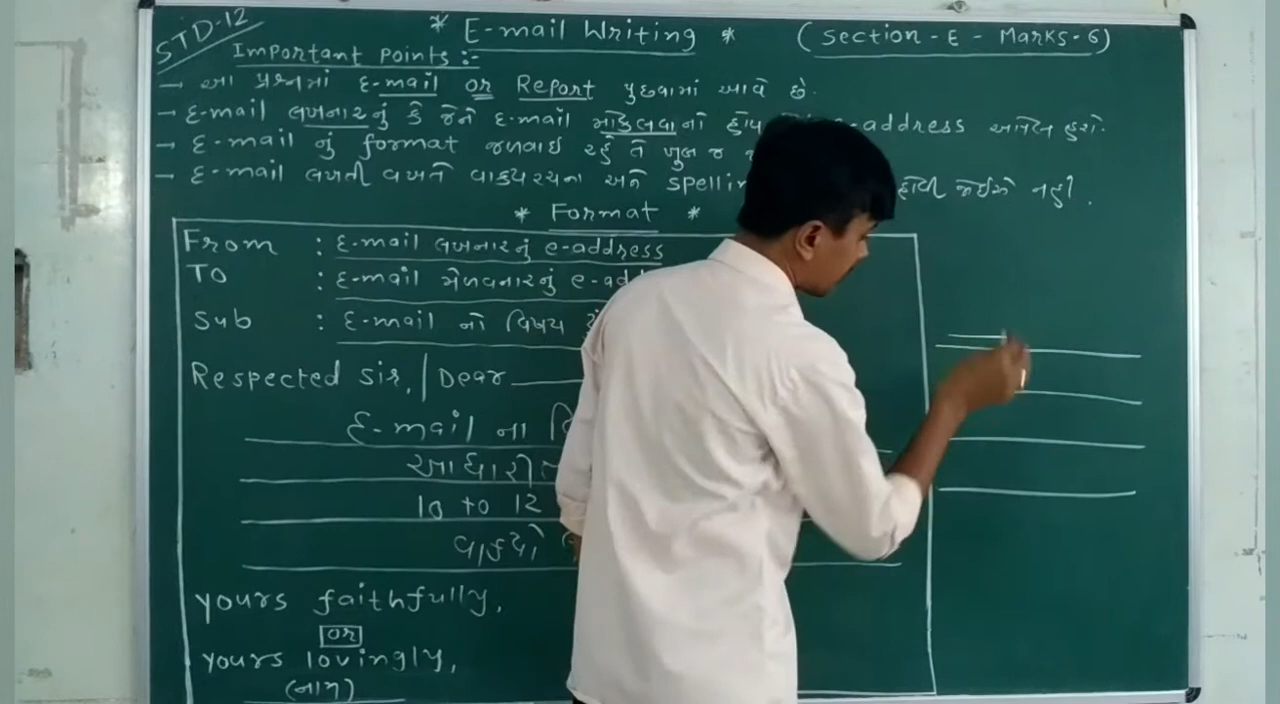 STD-12
* E-mail Writing *
(Section - E - Marks-6)
Important Points :-
→ આ પ્રશ્નમાં E-mail or Report પુછવામાં આવે છે.
→ E-mail લખનારનું કે જેને E-mail મોકલવાનો હોય e-address આપેલ હશે.
→ E-mail નું format જળવાઇ રહે તે ખુબ જ
→ E-mail લખતી વખતે વાક્યરચના અને spellin હોવી જોઈએ નહી.
* Format *
From : E-mail લખનારનું e-address
To : E-mail મેળવનારનું e-add
Sub : E-mail નો વિષય
Respected Sir, / Dear
E-mail ના વિ
આધારીત
10 to 12
વાક્યો
yours faithfully,
OR
yours lovingly,
(નામ)